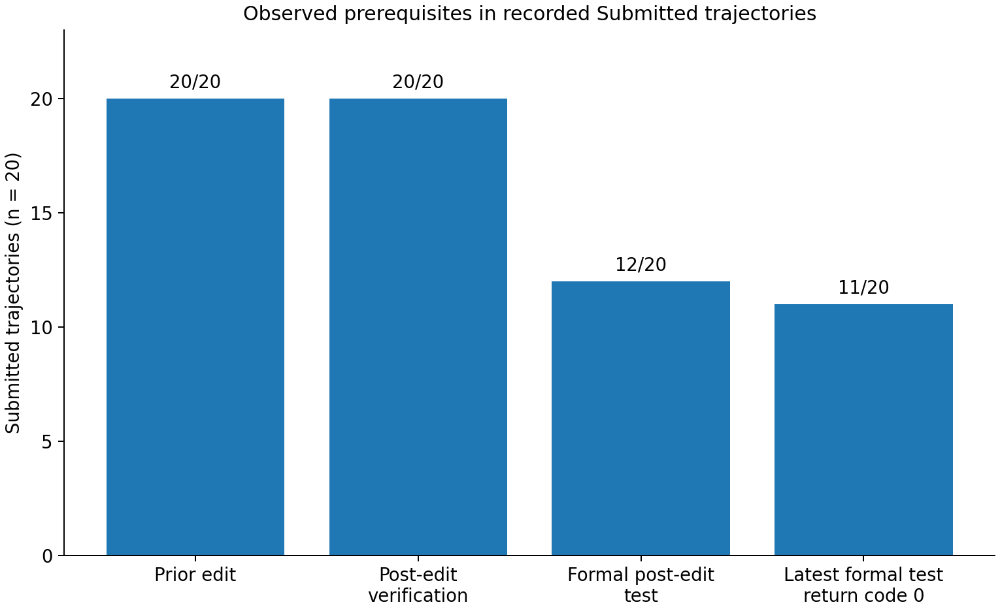 Observed prerequisites in recorded Submitted trajectories
Submitted trajectories (n = 20)
20
15
10
5
0
20/20
20/20
12/20
11/20
Prior edit
Post-edit
verification
Formal post-edit
test
Latest formal test
return code 0